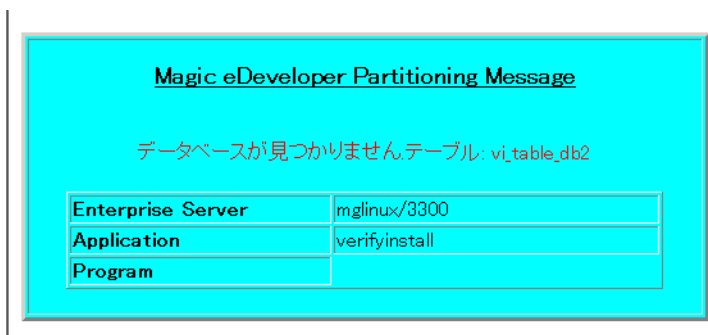 Magic eDeveloper Partitioning Message
データベースが見つかりません.テーブル: vi_table_db2
Enterprise Server mglinux/3300
Application verifyinstall
Program